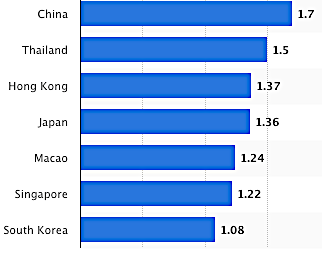 China 1.7
Thailand 1.5
Hong Kong 1.37
Japan 1.36
Macao 1.24
Singapore 1.22
South Korea 1.08